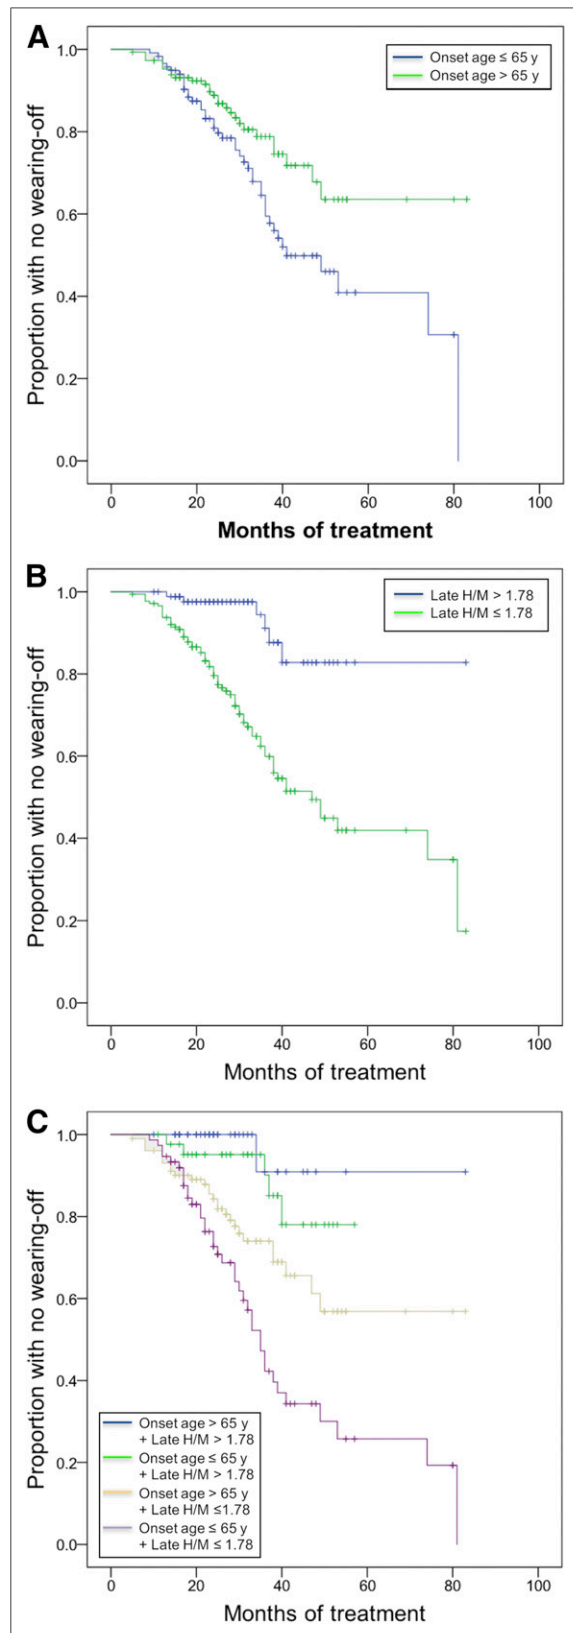 A
Onset age ≤ 65 y
Onset age > 65 y
Proportion with no wearing-off
1.0
0.8
0.6
0.4
0.2
0.0
0 20 40 60 80 100
Months of treatment
B
Late H/M > 1.78
Late H/M ≤ 1.78
Proportion with no wearing-off
1.0
0.8
0.6
0.4
0.2
0.0
0 20 40 60 80 100
Months of treatment
C
Proportion with no wearing-off
1.0
0.8
0.6
0.4
0.2
0.0
Onset age > 65 y
+ Late H/M > 1.78
Onset age ≤ 65 y
+ Late H/M > 1.78
Onset age > 65 y
+ Late H/M ≤1.78
Onset age ≤ 65 y
+ Late H/M ≤ 1.78
0 20 40 60 80 100
Months of treatment